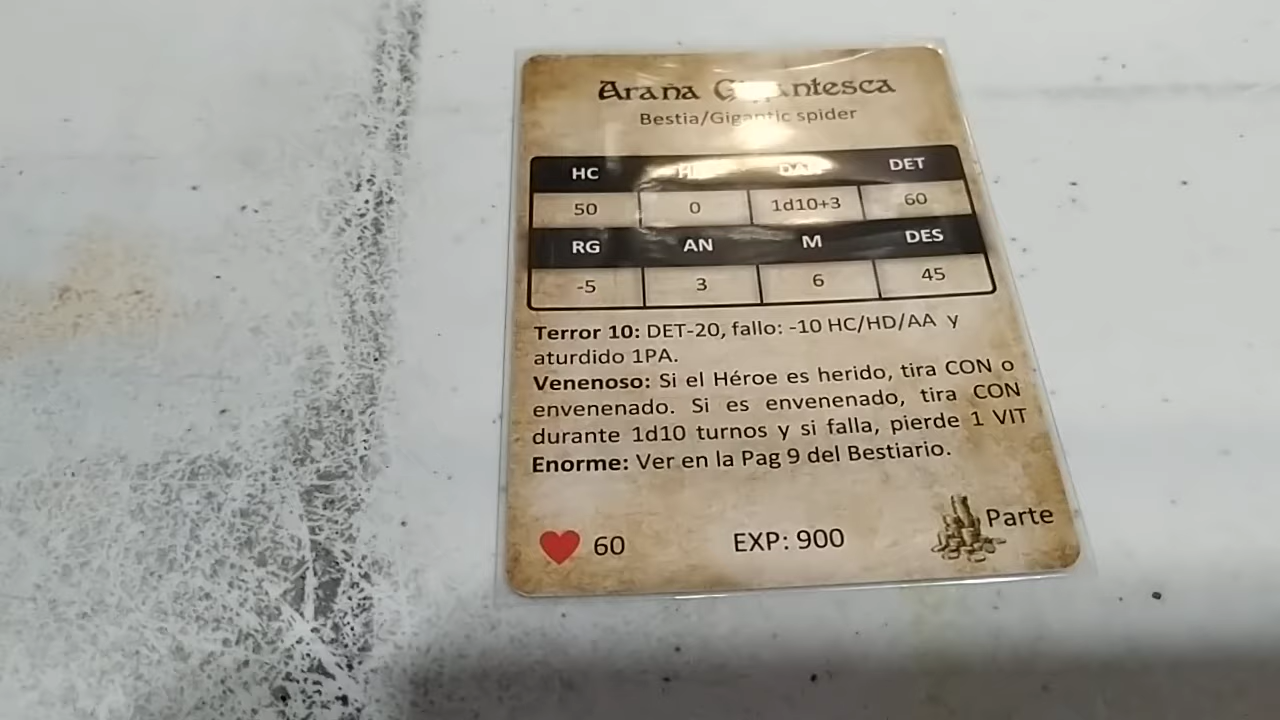 Araña Gigantesca
Bestia/Gigantic spider
HC DET
50 0 1d10+3 60
RG AN M DES
-5 3 6 45
Terror 10: DET-20, fallo: -10 HC/HD/AA y
aturdido 1PA.
Venenoso: Si el Héroe es herido, tira CON o
envenenado. Si es envenenado, tira CON
durante 1d10 turnos y si falla, pierde 1 VIT
Enorme: Ver en la Pag 9 del Bestiario.
60 EXP: 900 Parte